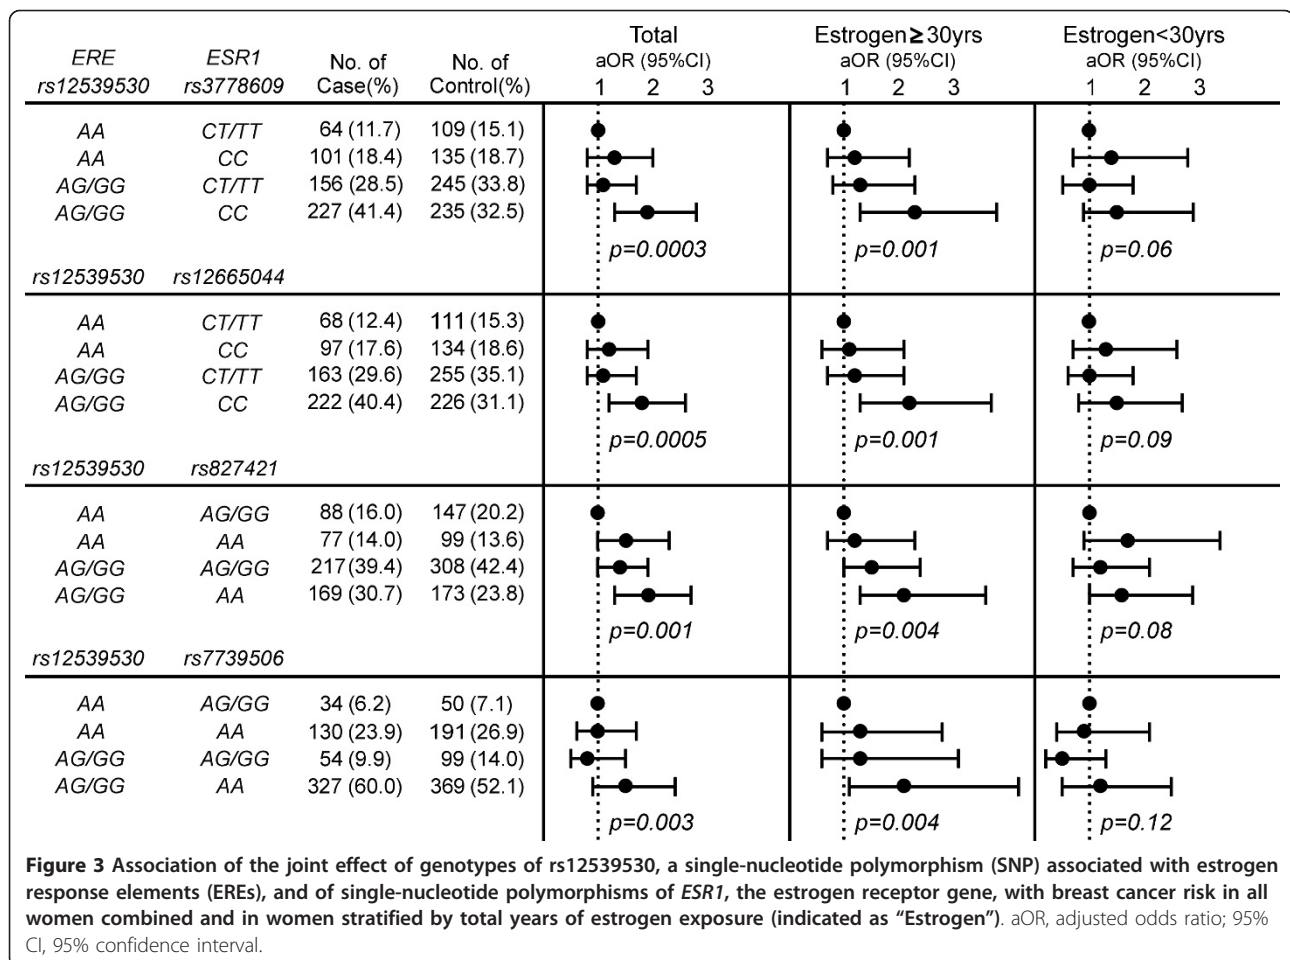 Total Estrogen≥30yrs Estrogen<30yrs
ERE ESR1 No. of No. of aOR (95%CI) aOR (95%CI) aOR (95%CI)
rs12539530 rs3778609 Case(%) Control(%) 1 2 3 1 2 3 1 2 3
AA CT/TT 64 (11.7) 109 (15.1)
AA CC 101 (18.4) 135 (18.7)
AG/GG CT/TT 156 (28.5) 245 (33.8)
AG/GG CC 227 (41.4) 235 (32.5)
p=0.0003 p=0.001 p=0.06
rs12539530 rs12665044
AA CT/TT 68 (12.4) 111 (15.3)
AA CC 97 (17.6) 134 (18.6)
AG/GG CT/TT 163 (29.6) 255 (35.1)
AG/GG CC 222 (40.4) 226 (31.1)
p=0.0005 p=0.001 p=0.09
rs12539530 rs827421
AA AG/GG 88 (16.0) 147 (20.2)
AA AA 77 (14.0) 99 (13.6)
AG/GG AG/GG 217 (39.4) 308 (42.4)
AG/GG AA 169 (30.7) 173 (23.8)
p=0.001 p=0.004 p=0.08
rs12539530 rs7739506
AA AG/GG 34 (6.2) 50 (7.1)
AA AA 130 (23.9) 191 (26.9)
AG/GG AG/GG 54 (9.9) 99 (14.0)
AG/GG AA 327 (60.0) 369 (52.1)
p=0.003 p=0.004 p=0.12
Figure 3 Association of the joint effect of genotypes of rs12539530, a single-nucleotide polymorphism (SNP) associated with estrogen
response elements (EREs), and of single-nucleotide polymorphisms of ESR1, the estrogen receptor gene, with breast cancer risk in all
women combined and in women stratified by total years of estrogen exposure (indicated as “Estrogen”). aOR, adjusted odds ratio; 95%
CI, 95% confidence interval.